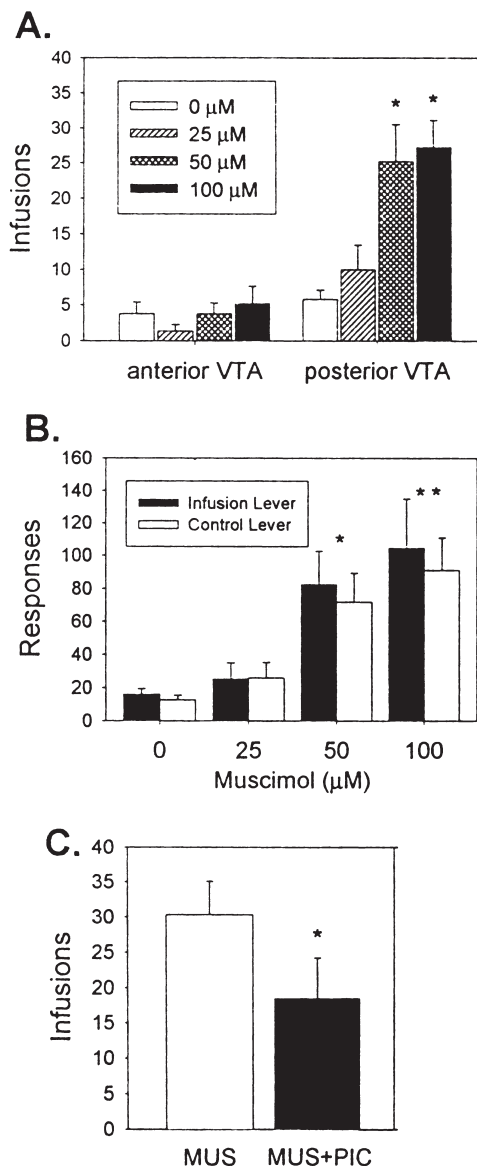 A.
40
35
30
25
20
15
10
5
0
Infusions
0 μM
25 μM
50 μM
100 μM
* *
anterior VTA posterior VTA
B.
160
140
120
100
80
60
40
20
0
Responses
Infusion Lever
Control Lever
*
* *
0 25 50 100
Muscimol (μM)
C.
40
35
30
25
20
15
10
5
0
Infusions
*
MUS MUS+PIC